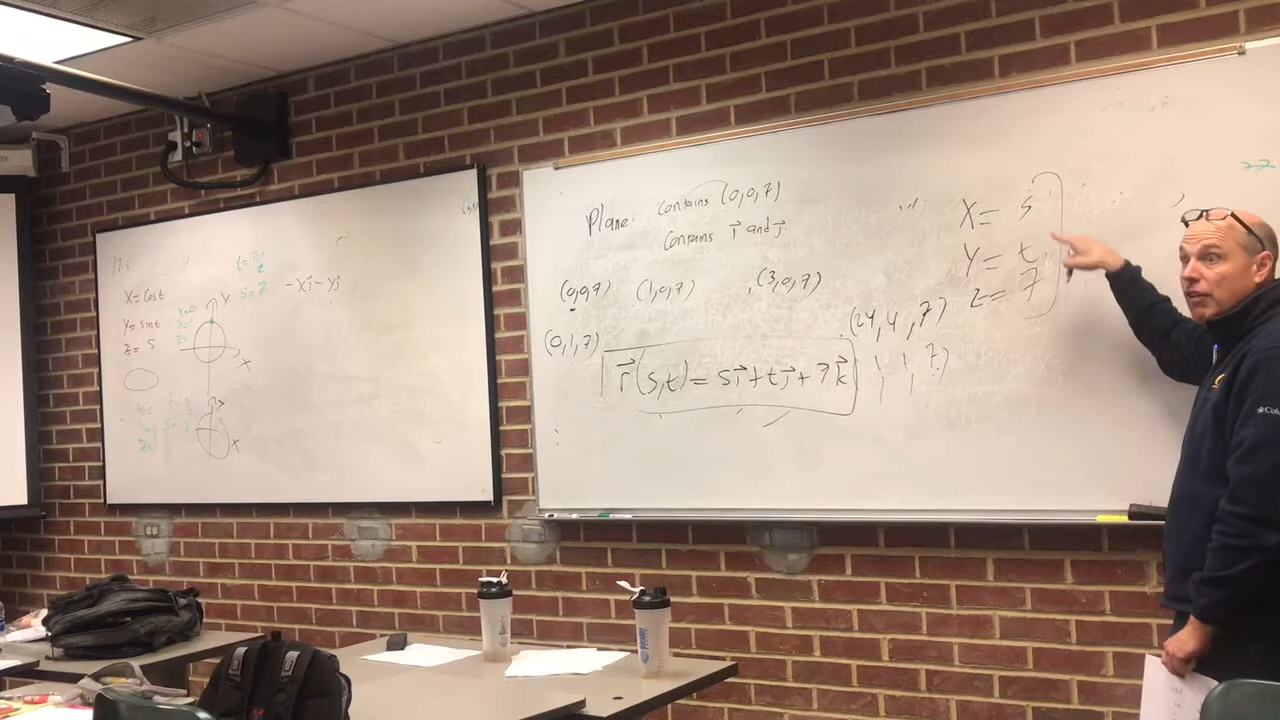 17.5
x = cost
y = sint
z = s
Y
X
X
t = π/2
s = 7
-xi⃗ - yj⃗
Plane: Contains (0,0,7)
Contains i⃗ and j⃗.
(0,0,7) (1,0,7) (3,0,7)
(0,1,7)
(24,4,7)
r⃗(s,t) = si⃗ + tj⃗ + 7k⃗
x = s
y = t
z = 7
Colu